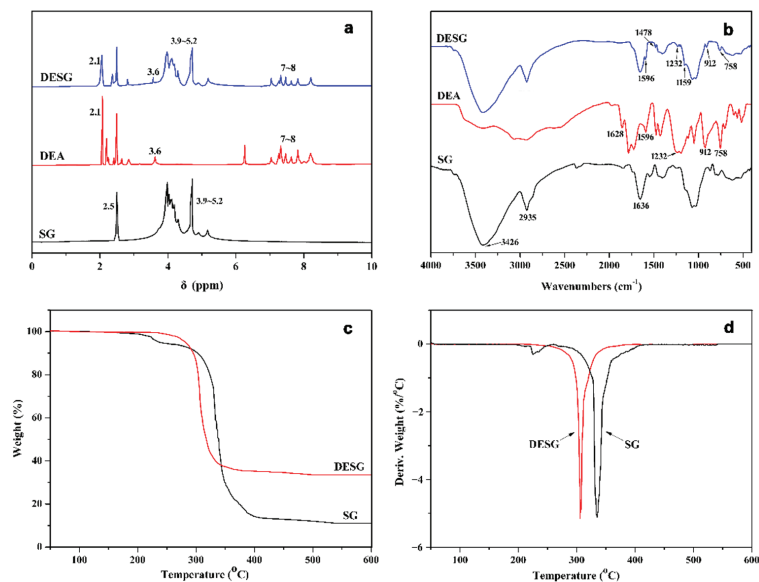 a
2.1
3.9~5.2
3.6
7~8
DESG
2.1
7~8
3.6
DEA
2.5
3.9~5.2
SG
0 2 4 6 8 10
δ (ppm)
b
1478
DESG
1596
1232
1159
912
758
DEA
1628
1596
1232
912
758
SG
2935
1636
3426
4000 3500 3000 2500 2000 1500 1000 500
Wavenumbers (cm⁻¹)
c
100
80
60
40
20
0
Weight (%)
DESG
SG
100 200 300 400 500 600
Temperature (°C)
d
0
-2
-4
-6
Deriv. Weight (%/°C)
DESG
SG
100 200 300 400 500 600
Temperature (°C)